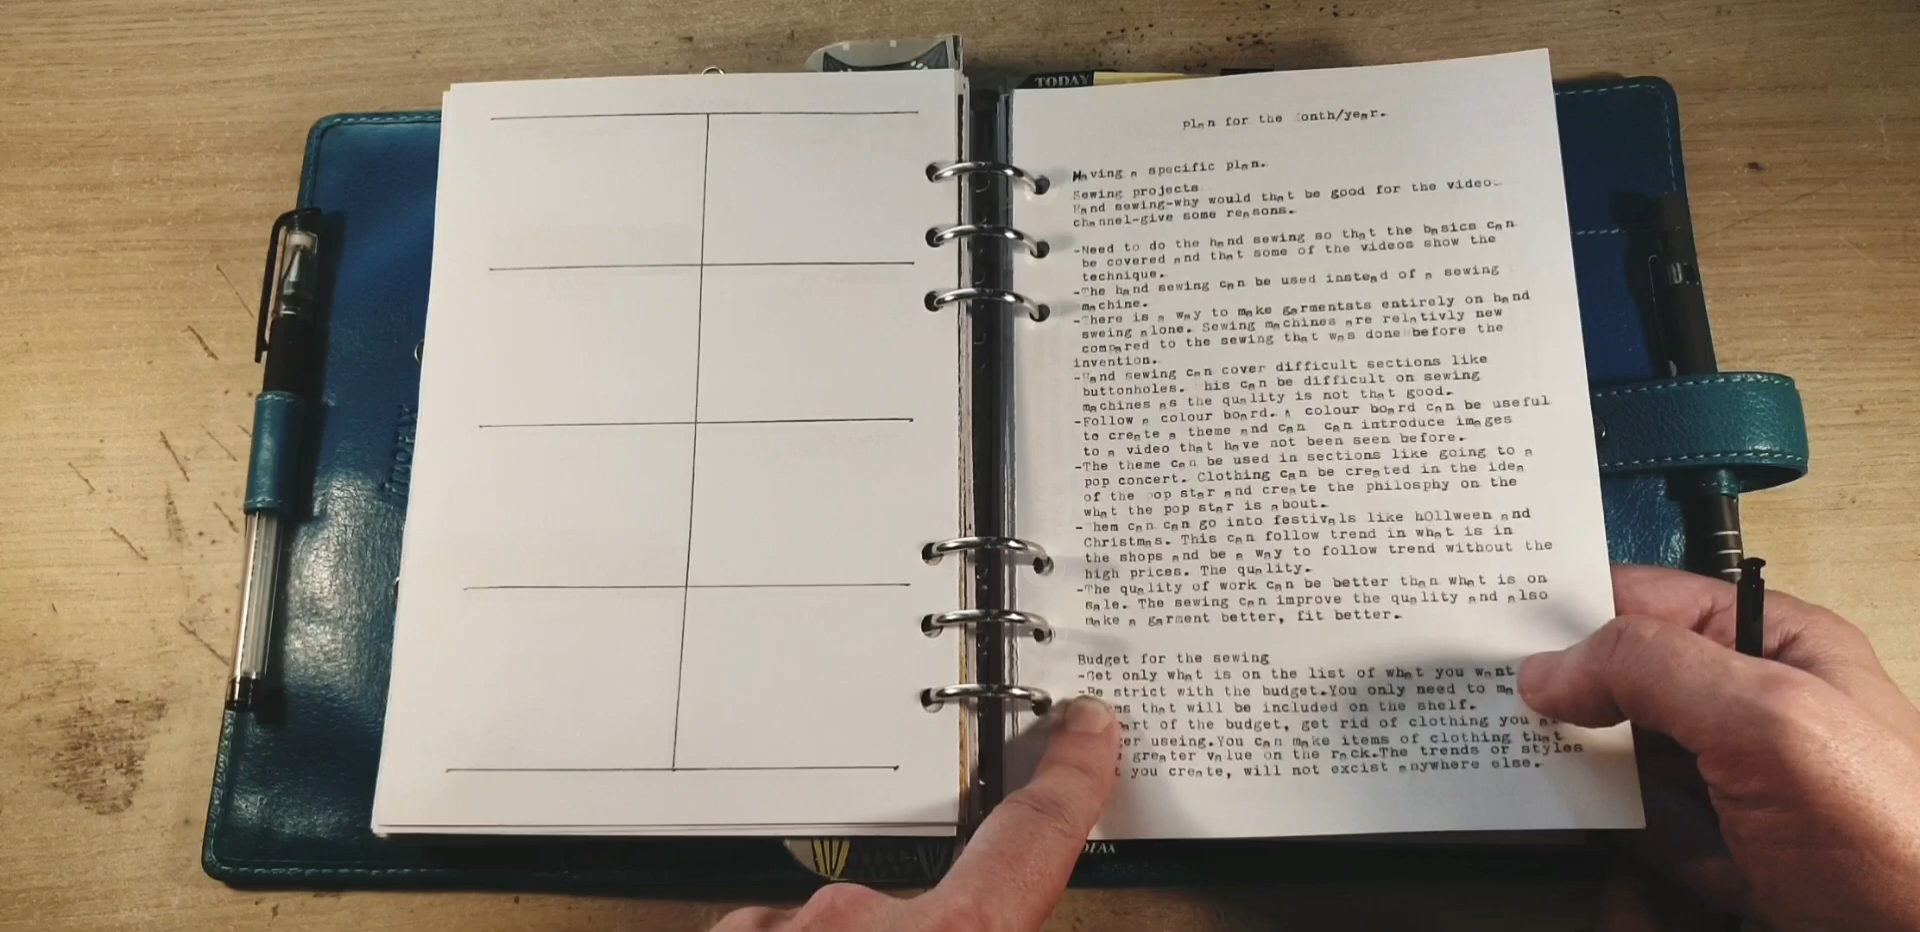 TODAY
plan for the onth/year.
Having a specific plan.
Sewing projects
Hand sewing-why would that be good for the video
channel-give some reasons.
-Need to do the hand sewing so that the basics can
be covered and that some of the videos show the
technique.
-The hand sewing can be used instead of a sewing
machine.
-There is a way to make garmentats entirely on hand
sweing alone. Sewing machines are relativly new
compared to the sewing that was done before the
invention.
-Hand sewing can cover difficult sections like
buttonholes. his can be difficult on sewing
machines as the quality is not that good.
-Follow a colour board. A colour board can be useful
to create a theme and can can introduce images
to a video that have not been seen before.
-The theme can be used in sections like going to a
pop concert. Clothing can be created in the idea
of the pop star and create the philosphy on the
what the pop star is about.
- hem can can go into festivals like hOllween and
Christmas. This can follow trend in what is in
the shops and be a way to follow trend without the
high prices. The quality.
-The quality of work can be better than what is on
sale. The sewing can improve the quality and also
make a garment better, fit better.
Budget for the sewing
-Get only what is on the list of what you want
-Be strict with the budget.You only need to
that will be included on the shelf.
of the budget, get rid of clothing you
useing.You can make items of clothing that
greater value on the rack.The trends or styles
you create, will not excist anywhere else.